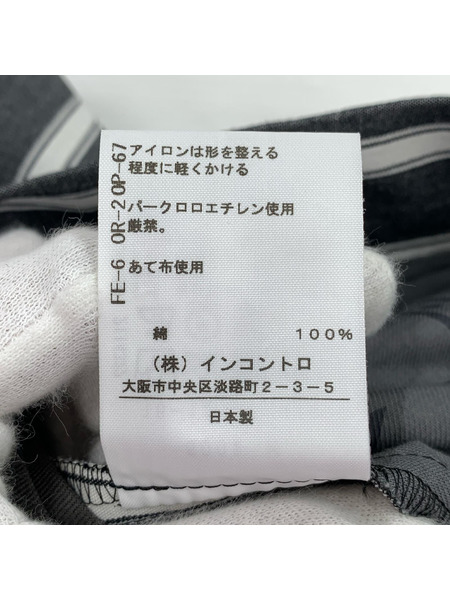 アイロンは形を整える
程度に軽くかける
パークロロエチレン使用
厳禁。
あて布使用
綿 100%
(株)インコントロ
大阪市中央区淡路町2-3-5
日本製
FE-6 OR-20P-67